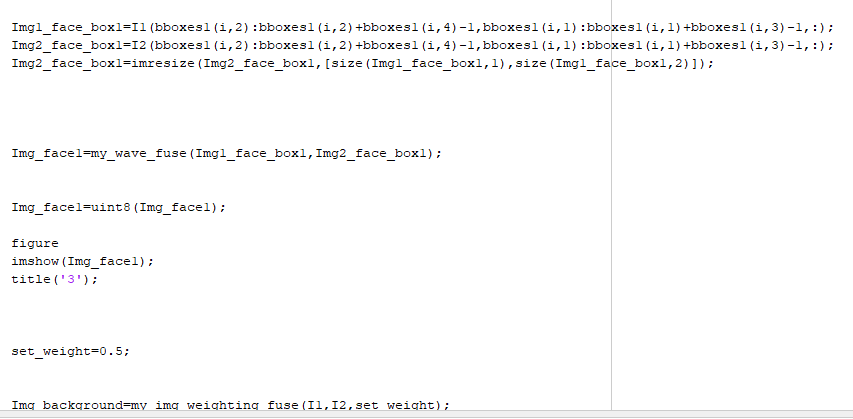 Img1_face_box1=I1(bboxes1(i,2):bboxes1(i,2)+bboxes1(i,4)-1,bboxes1(i,1):bboxes1(i,1)+bboxes1(i,3)-1,:);
Img2_face_box1=I2(bboxes1(i,2):bboxes1(i,2)+bboxes1(i,4)-1,bboxes1(i,1):bboxes1(i,1)+bboxes1(i,3)-1,:);
Img2_face_box1=imresize(Img2_face_box1,[size(Img1_face_box1,1),size(Img1_face_box1,2)]);
Img_face1=my_wave_fuse(Img1_face_box1,Img2_face_box1);
Img_face1=uint8(Img_face1);
figure
imshow(Img_face1);
title('3');
set_weight=0.5;
Img_background=my_img_weighting_fuse(I1,I2,set_weight);